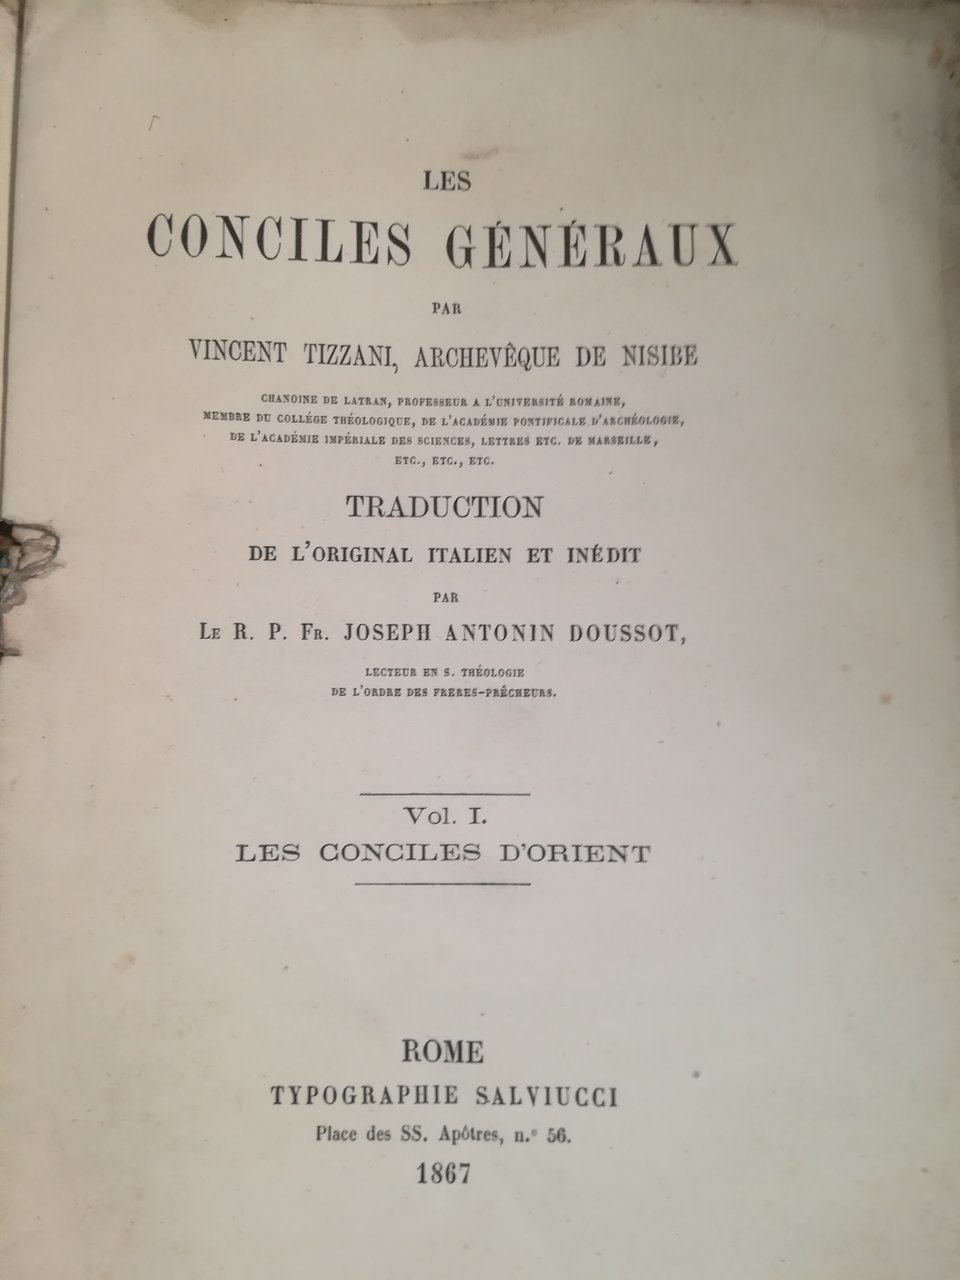 LES
CONCILES GÉNÉRAUX
PAR
VINCENT TIZZANI, ARCHEVÊQUE DE NISIBE
CHANOINE DE LATRAN, PROFESSEUR A L'UNIVERSITÉ ROMAINE,
MEMBRE DU COLLÉGE THÉOLOGIQUE, DE L'ACADÉMIE PONTIFICALE D'ARCHÉOLOGIE,
DE L'ACADÉMIE IMPÉRIALE DES SCIENCES, LETTRES ETC. DE MARSEILLE,
ETC., ETC., ETC.
TRADUCTION
DE L'ORIGINAL ITALIEN ET INÉDIT
PAR
LE R. P. FR. JOSEPH ANTONIN DOUSSOT,
LECTEUR EN S. THÉOLOGIE
DE L'ORDRE DES FRERES-PRÊCHEURS.
Vol. I.
LES CONCILES D'ORIENT
ROME
TYPOGRAPHIE SALVIUCCI
Place des SS. Apôtres, n.° 56.
1867